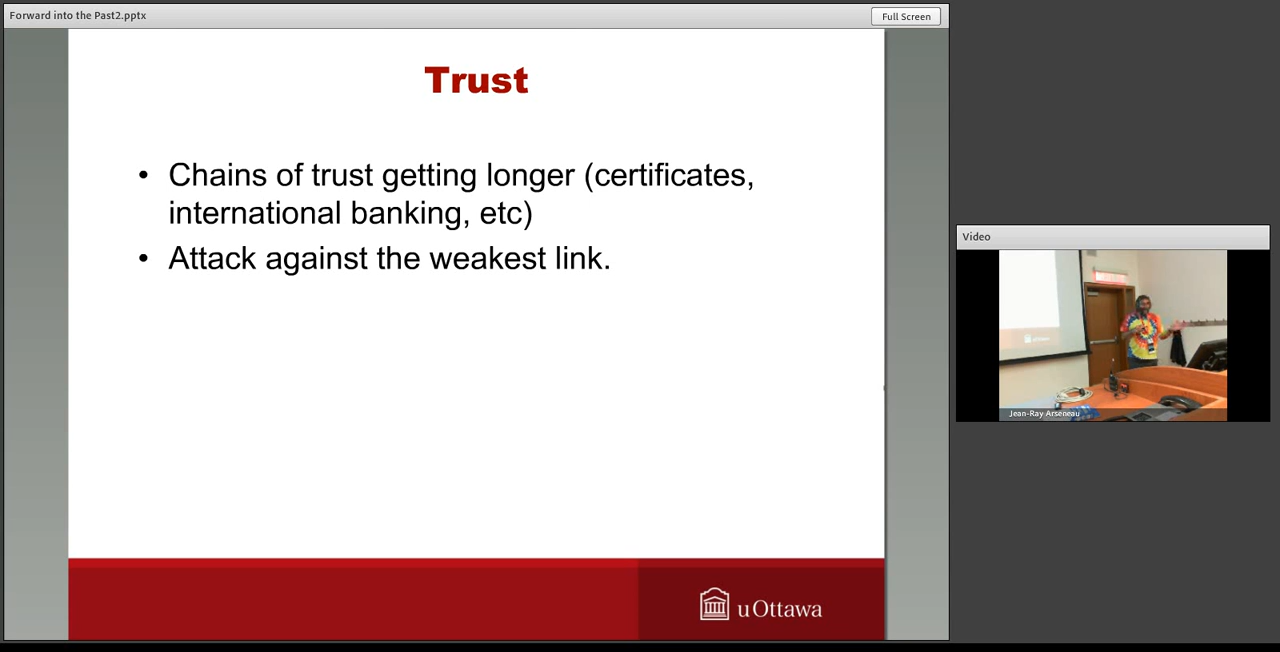 Forward into the Past2.pptx
Full Screen
Trust
• Chains of trust getting longer (certificates,
international banking, etc)
• Attack against the weakest link.
uOttawa
Video
uOttawa
Jean-Ray Arseneau